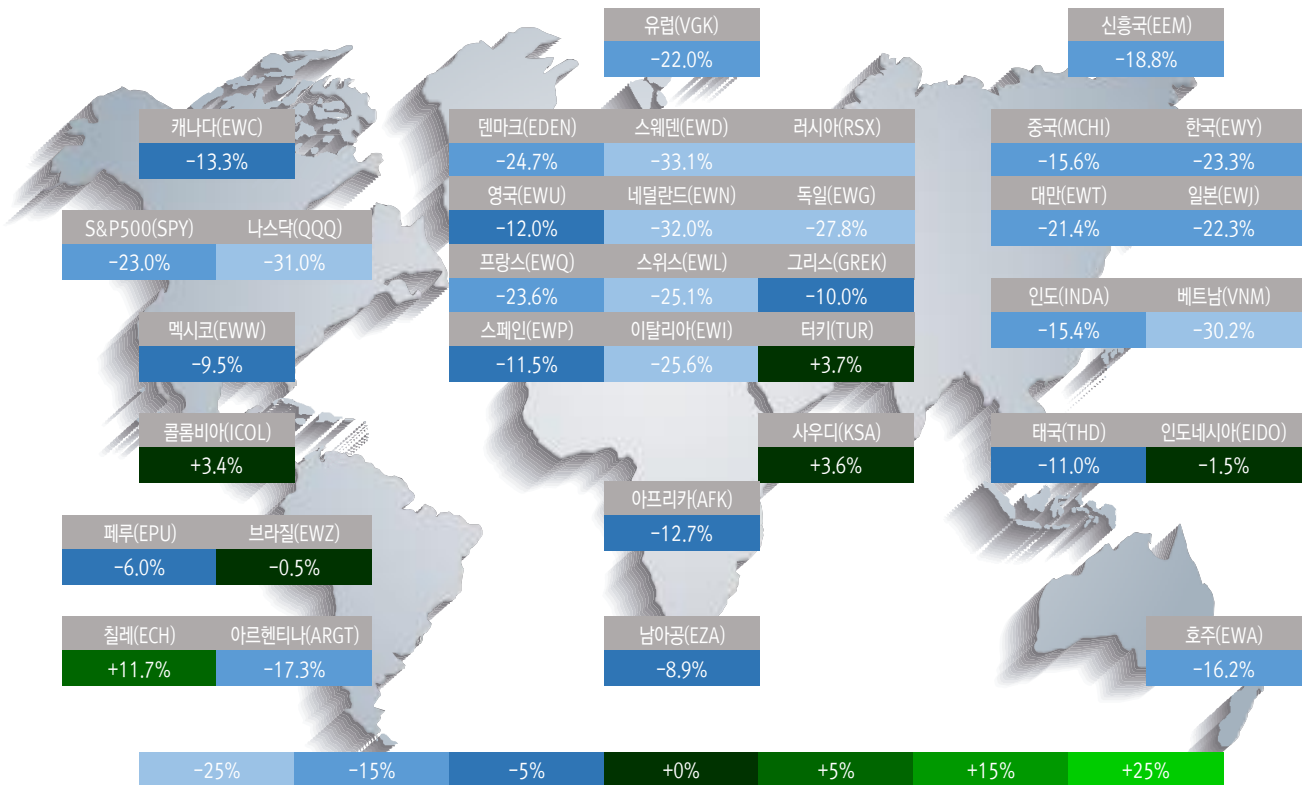 유럽(VGK) 신흥국(EEM)
-22.0% -18.8%
캐나다(EWC) 덴마크(EDEN) 스웨덴(EWD) 러시아(RSX) 중국(MCHI) 한국(EWY)
-13.3% -24.7% -33.1% -15.6% -23.3%
영국(EWU) 네덜란드(EWN) 독일(EWG) 대만(EWT) 일본(EWJ)
-12.0% -32.0% -27.8% -21.4% -22.3%
S&P500(SPY) 나스닥(QQQ)
-23.0% -31.0%
프랑스(EWQ) 스위스(EWL) 그리스(GREK)
-23.6% -25.1% -10.0%
인도(INDA) 베트남(VNM)
-15.4% -30.2%
멕시코(EWW) 스페인(EWP) 이탈리아(EWI) 터키(TUR)
-9.5% -11.5% -25.6% +3.7%
콜롬비아(ICOL) 사우디(KSA) 태국(THD) 인도네시아(EIDO)
+3.4% +3.6% -11.0% -1.5%
아프리카(AFK)
-12.7%
페루(EPU) 브라질(EWZ)
-6.0% -0.5%
칠레(ECH) 아르헨티나(ARGT) 남아공(EZA) 호주(EWA)
+11.7% -17.3% -8.9% -16.2%
-25% -15% -5% +0% +5% +15% +25%